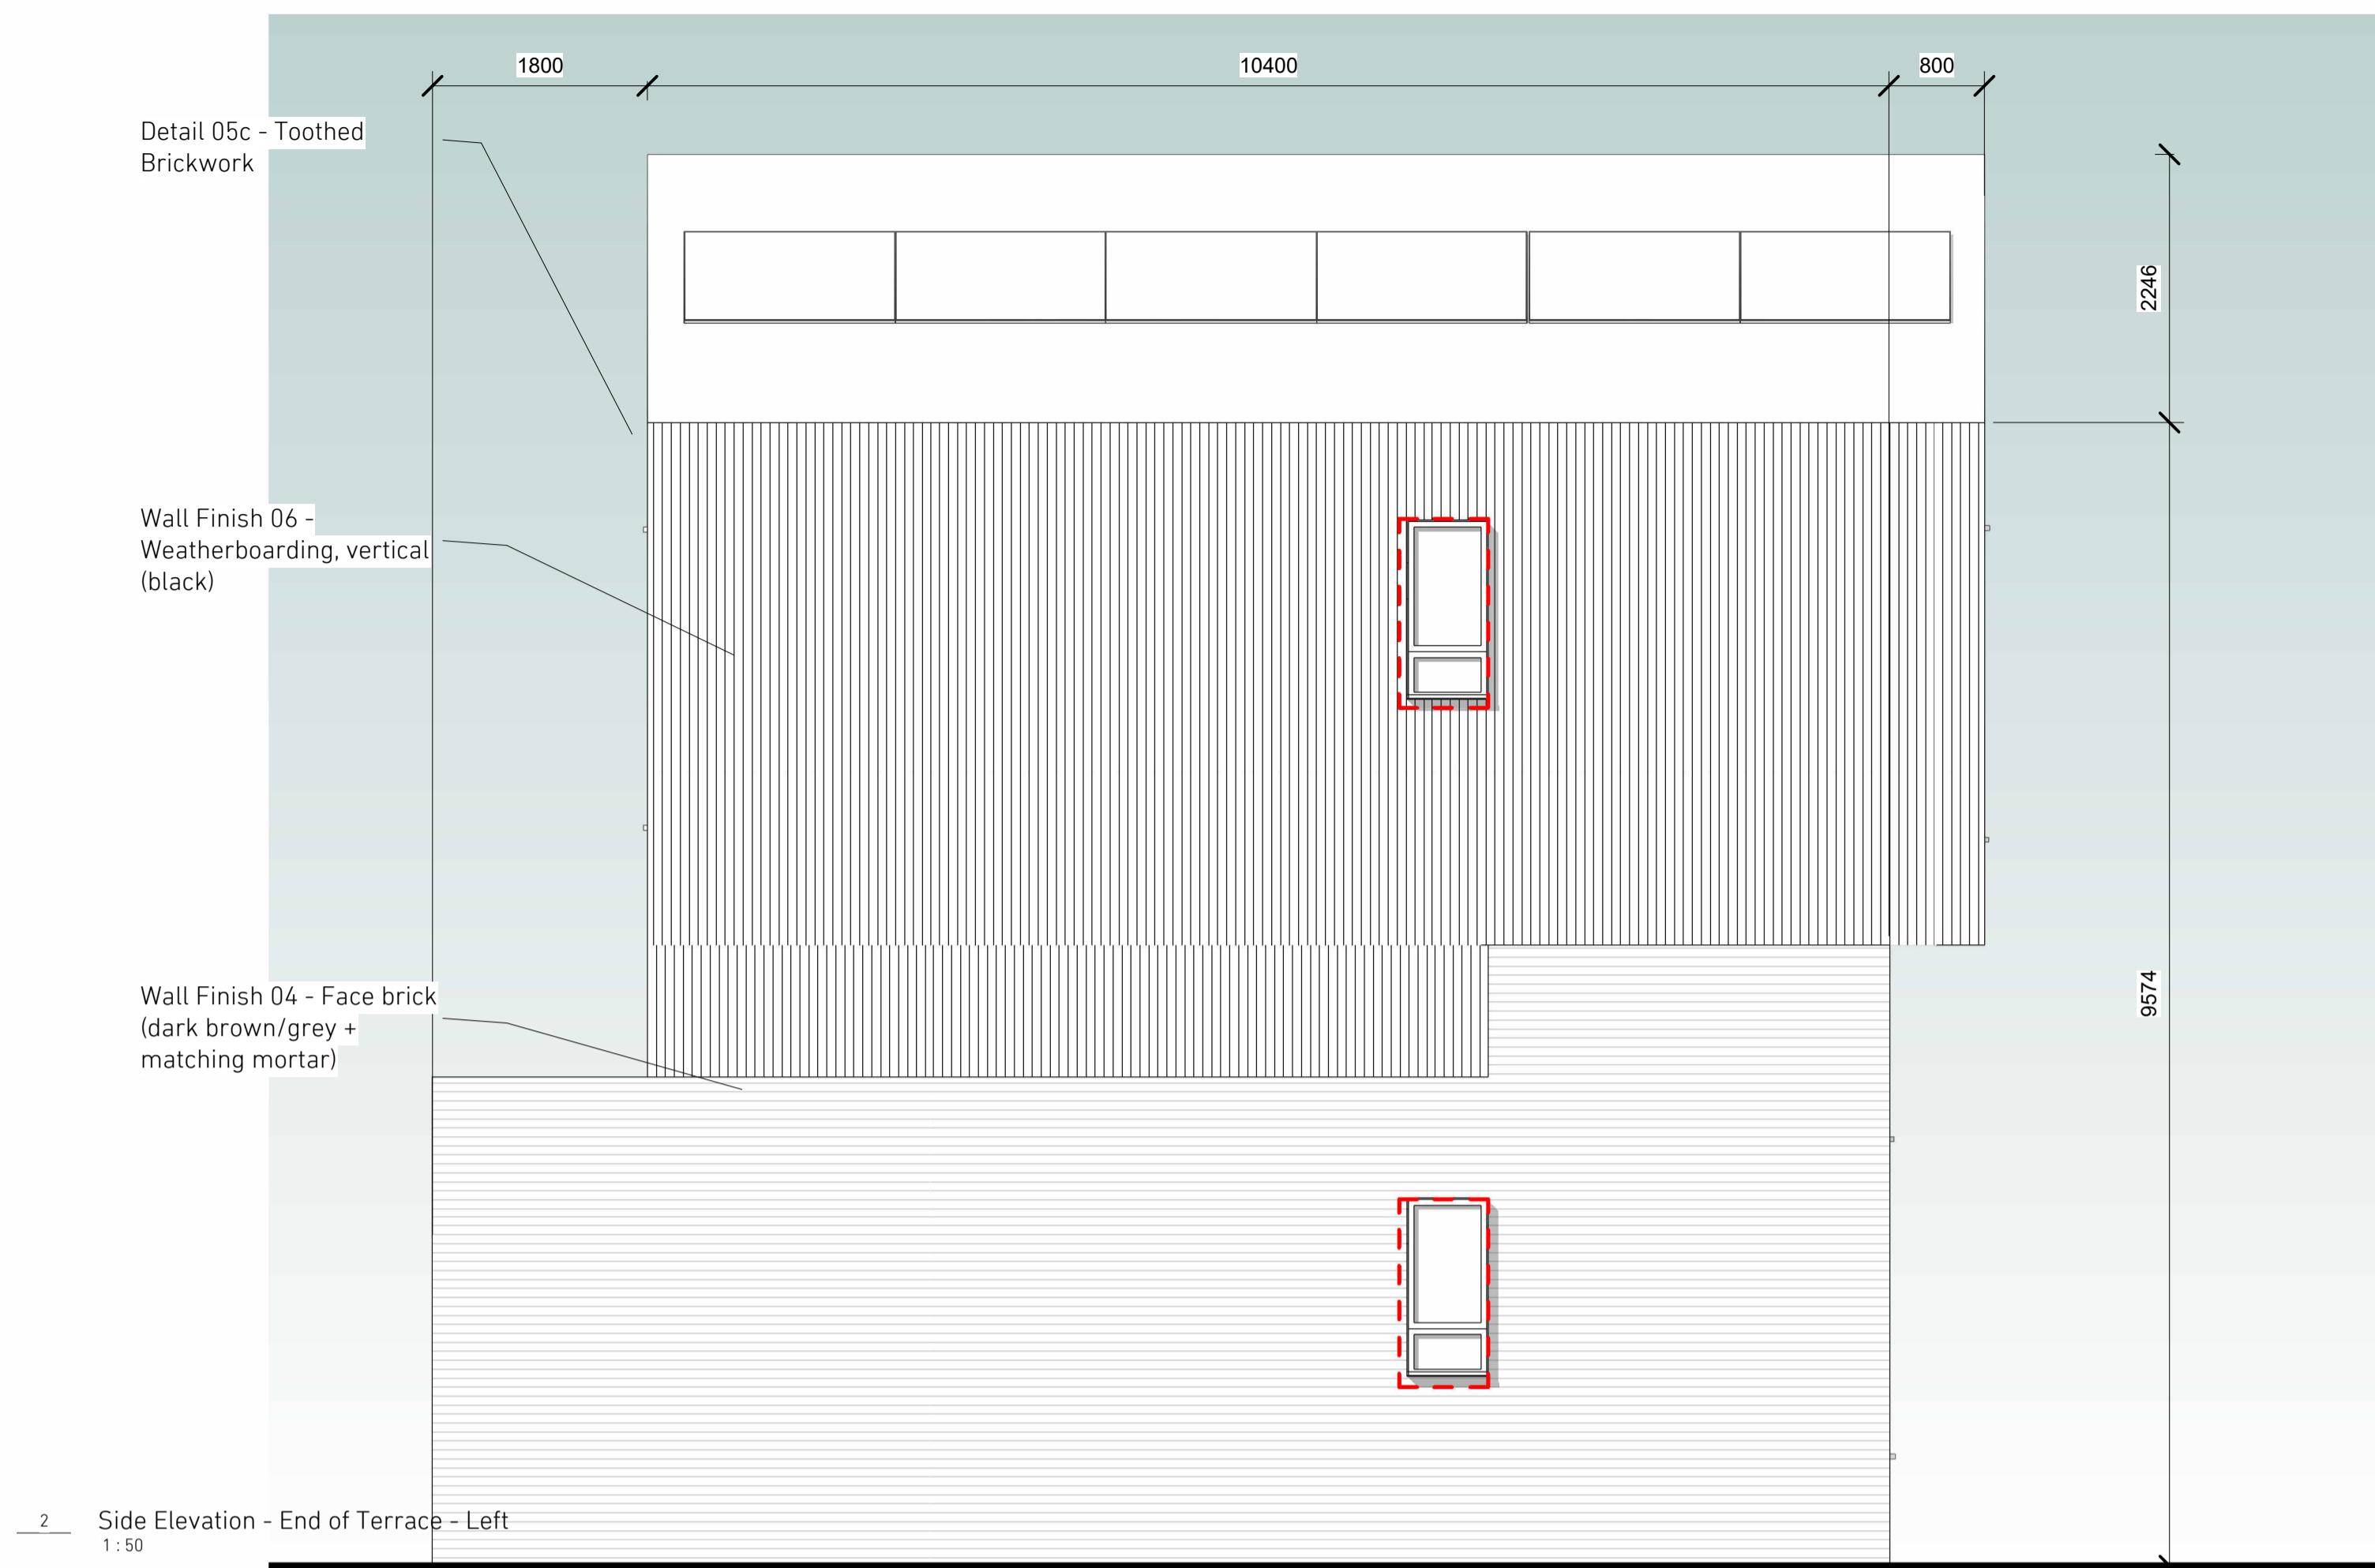 1800
10400
800
Detail 05c - Toothed
Brickwork
2246
Wall Finish 06 -
Weatherboarding, vertical
(black)
9574
Wall Finish 04 - Face brick
(dark brown/grey +
matching mortar)
2
Side Elevation - End of Terrace - Left
1 : 50